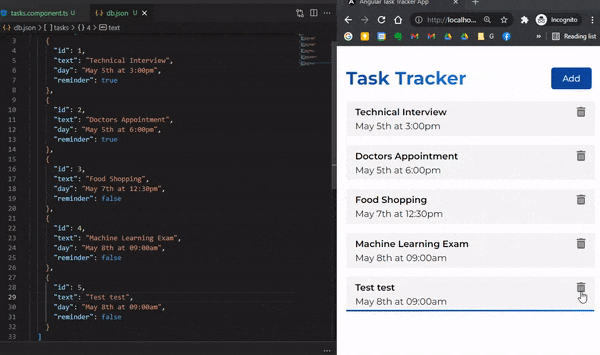 tasks.component.ts U
db.json U
db.json > [ ] tasks > { } 4 > text
3 {
4 "id": 1,
5 "text": "Technical Interview",
6 "day": "May 5th at 3:00pm",
7 "reminder": true
8 },
9 {
10 "id": 2,
11 "text": "Doctors Appointment",
12 "day": "May 5th at 6:00pm",
13 "reminder": true
14 },
15 {
16 "id": 3,
17 "text": "Food Shopping",
18 "day": "May 7th at 12:30pm",
19 "reminder": false
20 },
21 {
22 "id": 4,
23 "text": "Machine Learning Exam",
24 "day": "May 8th at 09:00am",
25 "reminder": false
26 },
27 {
28 "id": 5,
29 "text": "Test test",
30 "day": "May 8th at 09:00am",
31 "reminder": false
32 }
33 ]
Angular Task Tracker App
http://localho...
Incognito
Reading list
Task Tracker
Add
Technical Interview
May 5th at 3:00pm
Doctors Appointment
May 5th at 6:00pm
Food Shopping
May 7th at 12:30pm
Machine Learning Exam
May 8th at 09:00am
Test test
May 8th at 09:00am